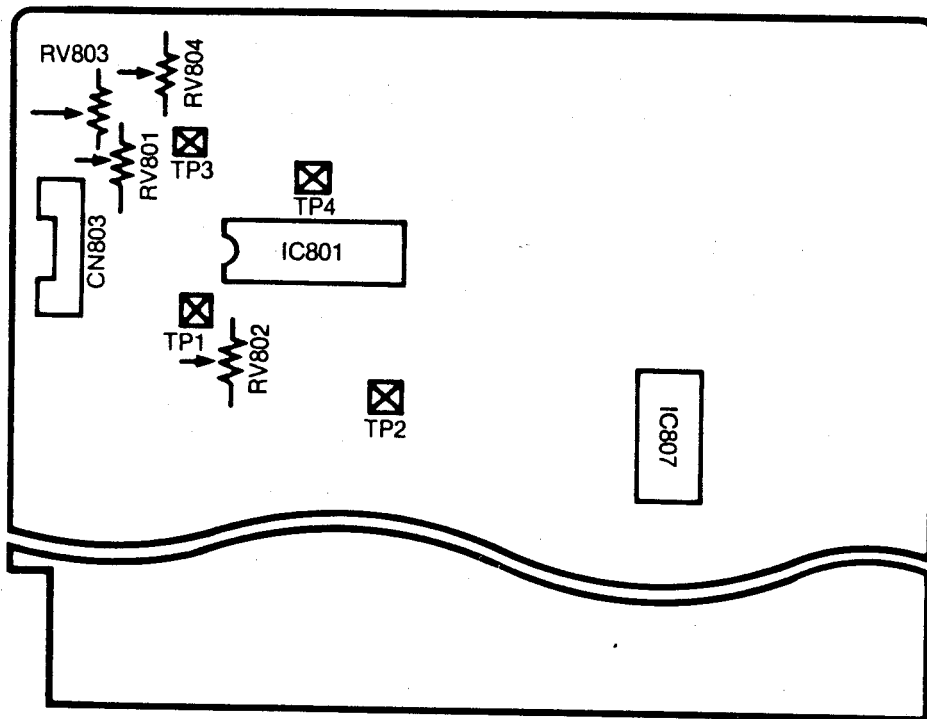 RV803
RV804
RV801
TP3
TP4
CN803
IC801
TP1
RV802
TP2
IC807